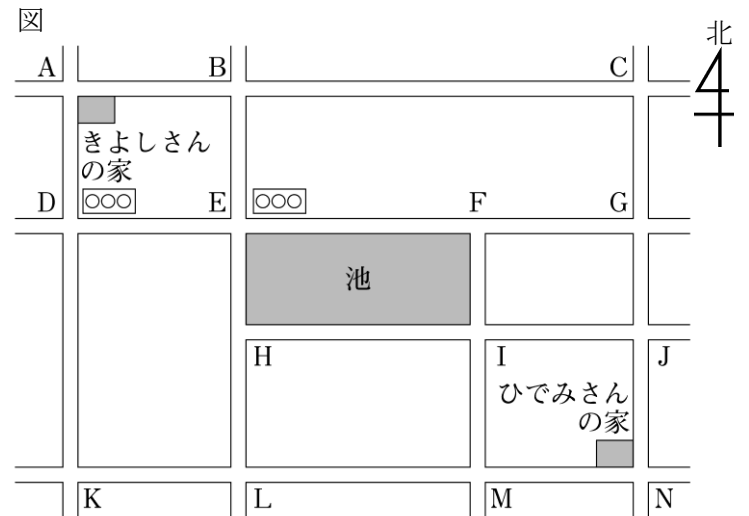 図
北
A B C
きよしさん
の家
D ○○○ E ○○○ F G
池
H I J
ひでみさん
の家
K L M N